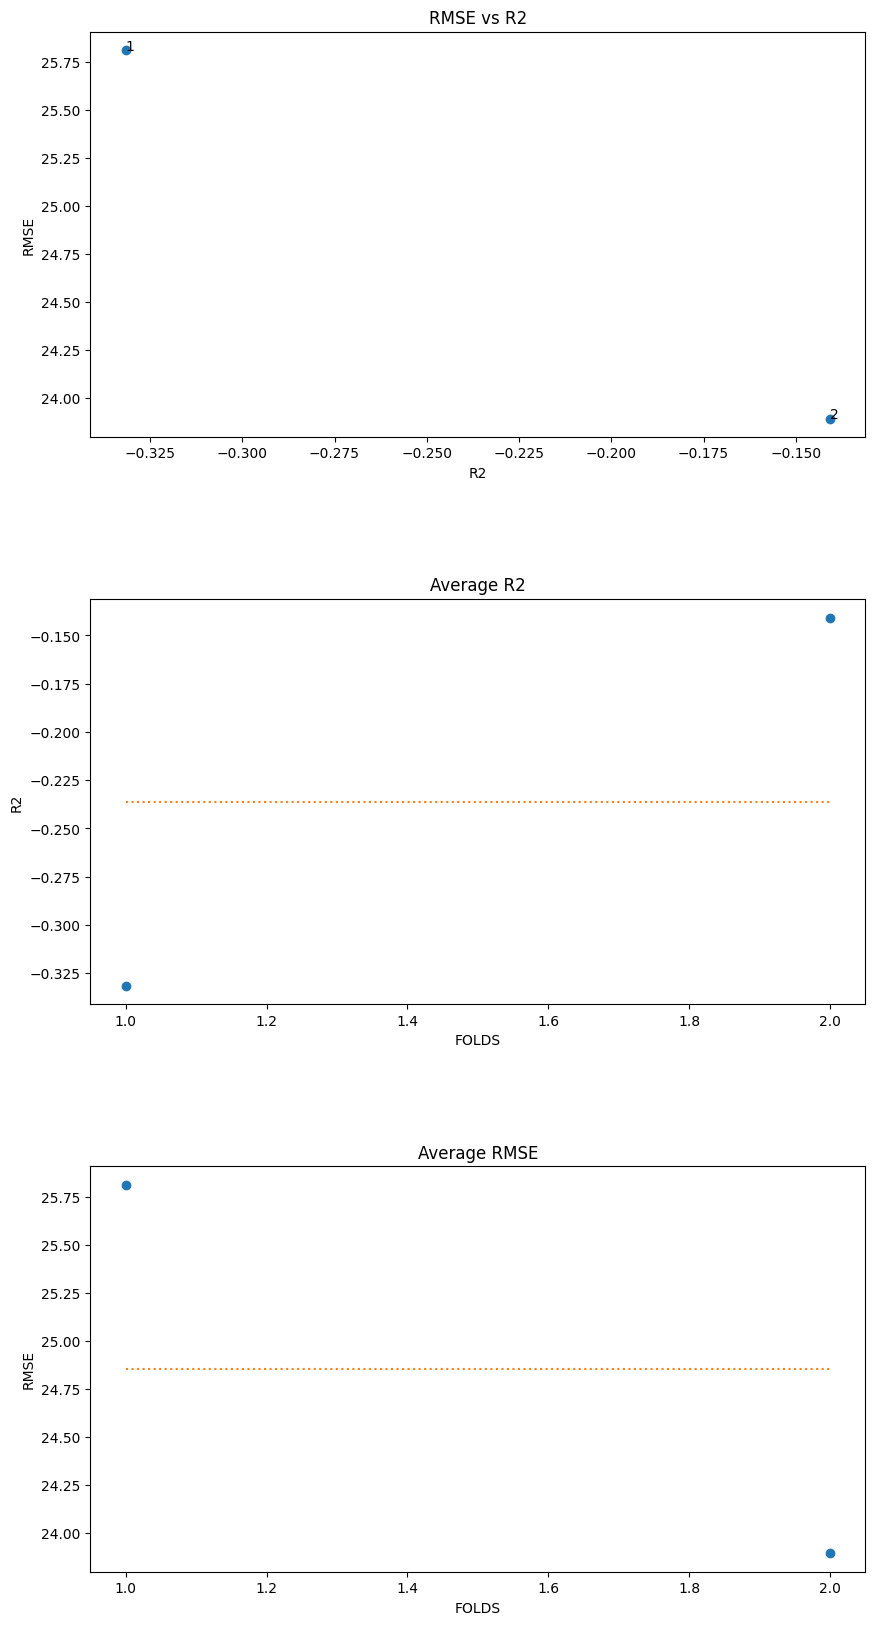 RMSE vs R2
1
25.75
25.50
25.25
25.00
24.75
24.50
24.25
24.00
RMSE
2
−0.325 −0.300 −0.275 −0.250 −0.225 −0.200 −0.175 −0.150
R2
Average R2
−0.150
−0.175
−0.200
−0.225
−0.250
−0.275
−0.300
−0.325
R2
1.0 1.2 1.4 1.6 1.8 2.0
FOLDS
Average RMSE
25.75
25.50
25.25
25.00
24.75
24.50
24.25
24.00
RMSE
1.0 1.2 1.4 1.6 1.8 2.0
FOLDS